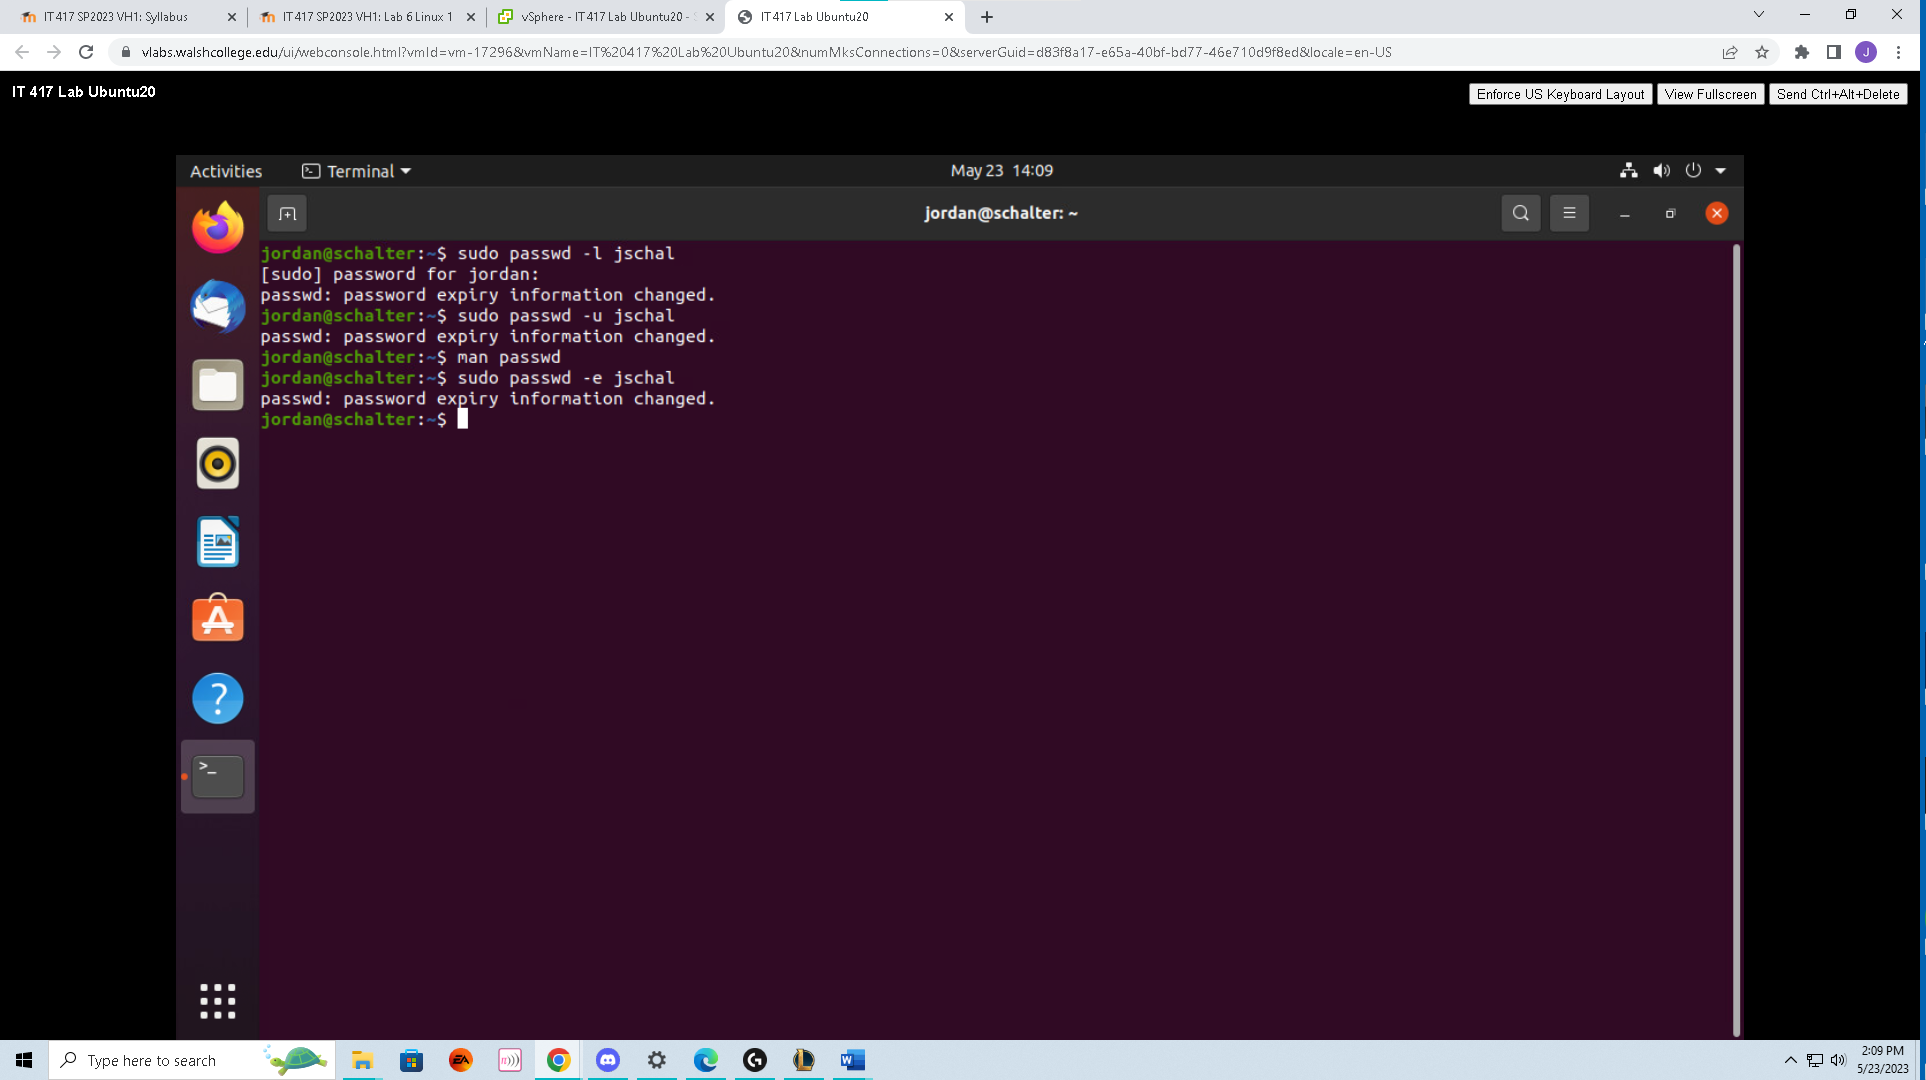 IT417 SP2023 VH1: Syllabus
IT417 SP2023 VH1: Lab 6 Linux 1
vSphere - IT417 Lab Ubuntu20 -
IT417 Lab Ubuntu20
vlabs.walshcollege.edu/ui/webconsole.html?vmId=vm-17296&vmName=IT%20417%20Lab%20Ubuntu20&numMksConnections=0&serverGuid=d83f8a17-e65a-40bf-bd77-46e710d9f8ed&locale=en-US
J
IT 417 Lab Ubuntu20
Enforce US Keyboard Layout
View Fullscreen
Send Ctrl+Alt+Delete
Activities
Terminal
May 23 14:09
jordan@schalter: ~
jordan@schalter:~$ sudo passwd -l jschal
[sudo] password for jordan:
passwd: password expiry information changed.
jordan@schalter:~$ sudo passwd -u jschal
passwd: password expiry information changed.
jordan@schalter:~$ man passwd
jordan@schalter:~$ sudo passwd -e jschal
passwd: password expiry information changed.
jordan@schalter:~$
Type here to search
2:09 PM
5/23/2023